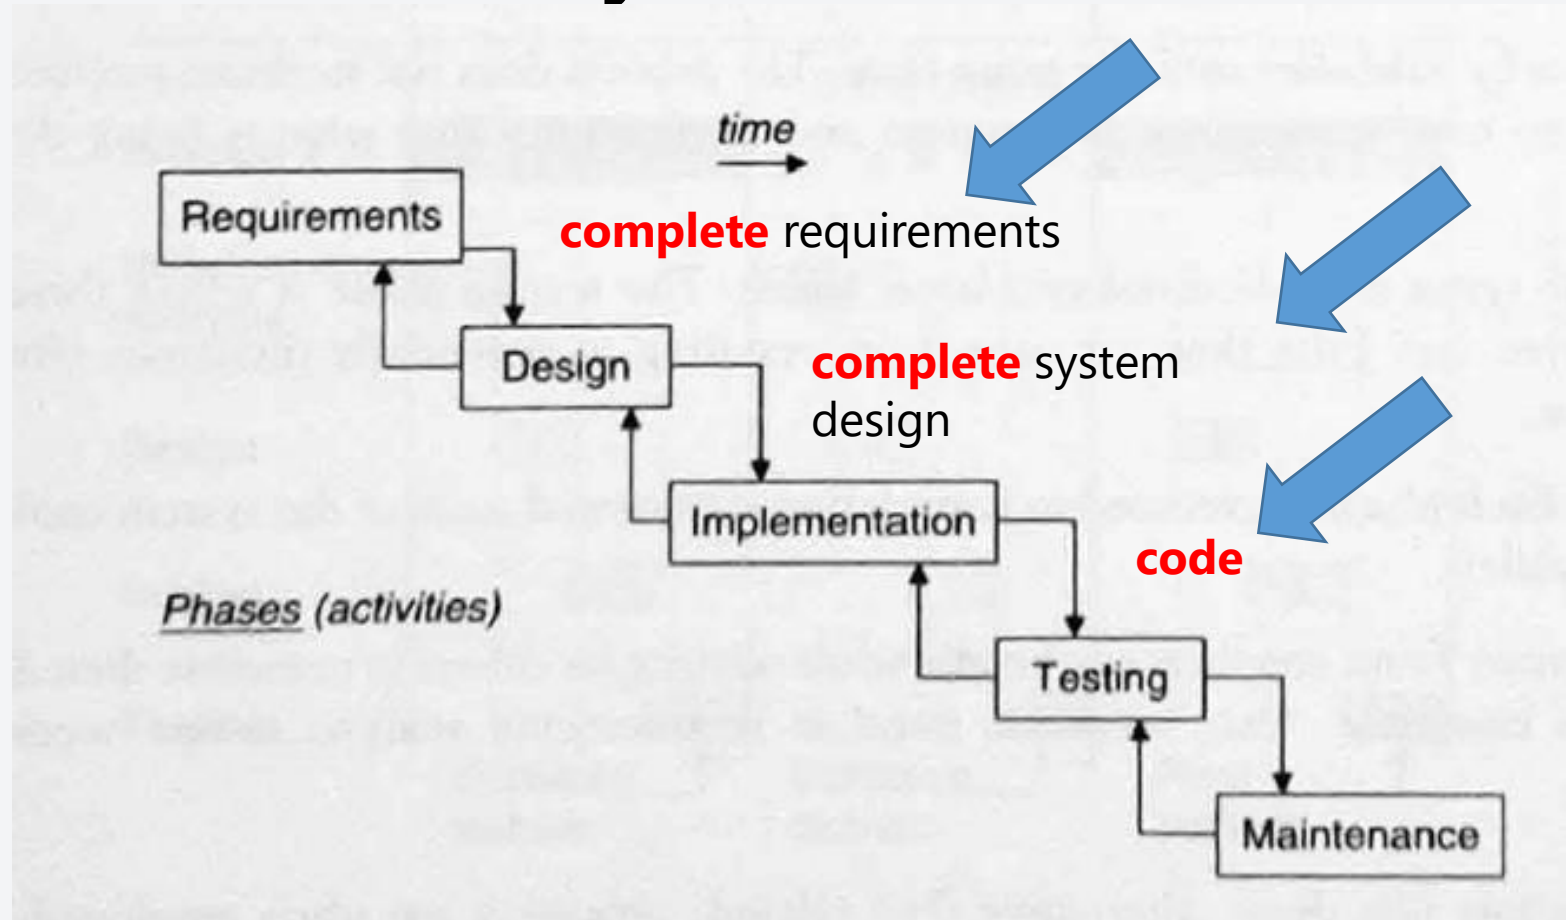 time
Requirements
complete requirements
Design
complete system
design
Implementation
code
Phases (activities)
Testing
Maintenance